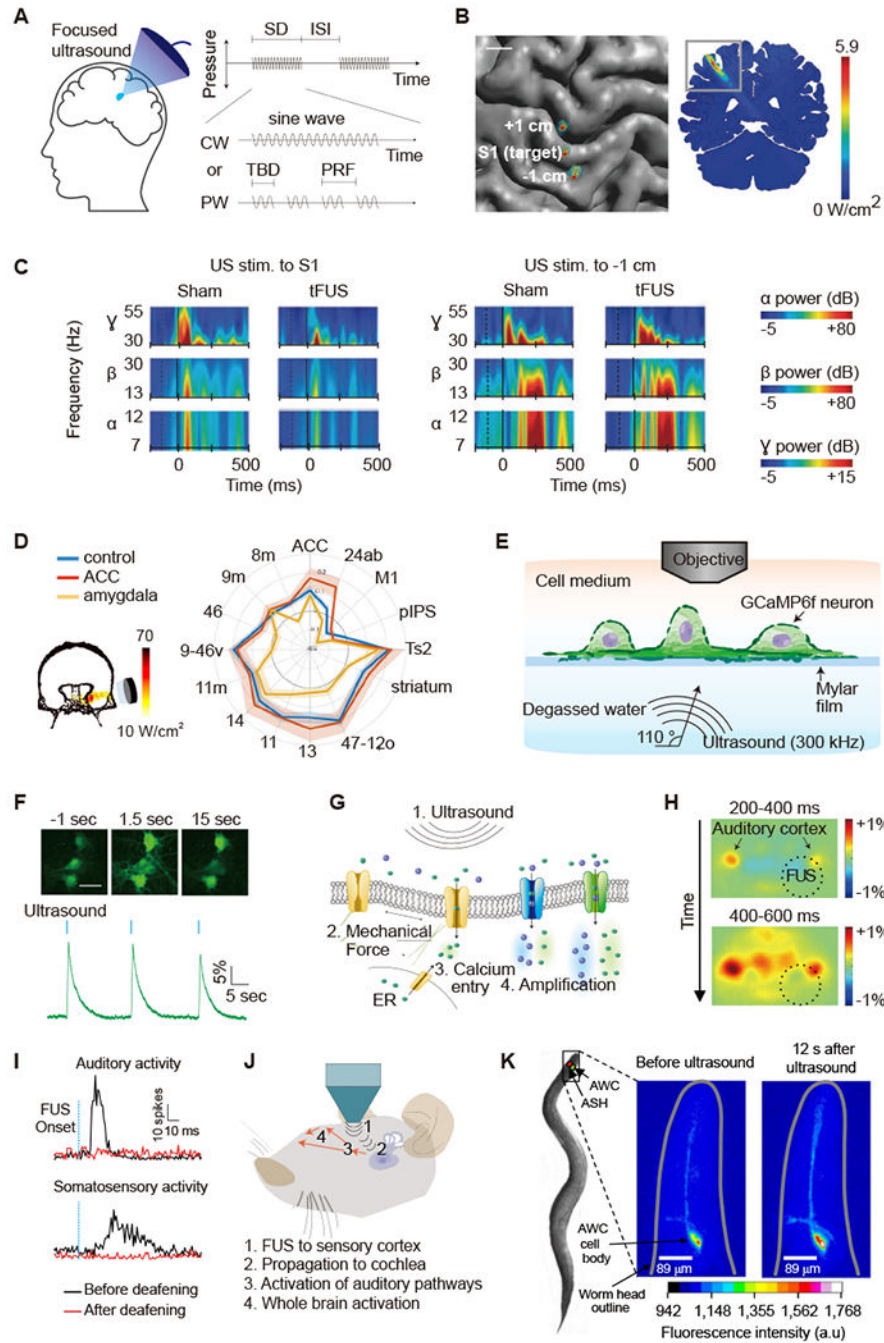 A
Focused
ultrasound
Pressure
SD
ISI
Time
sine wave
CW
Time
or
TBD
PRF
PW
B
+1 cm
S1 (target)
-1 cm
5.9
0 W/cm²
C
US stim. to S1
US stim. to -1 cm
Sham
tFUS
Sham
tFUS
Frequency (Hz)
Ɣ
55
30
β
30
13
α
12
7
0
500
0
500
0
500
0
500
Time (ms)
Time (ms)
α power (dB)
-5
+80
β power (dB)
-5
+80
Ɣ power (dB)
-5
+15
D
control
ACC
amygdala
70
10 W/cm²
ACC
24ab
M1
pIPS
Ts2
striatum
47-12o
13
11
14
11m
9-46v
46
9m
8m
E
Objective
Cell medium
GCaMP6f neuron
Mylar
film
Degassed water
110 °
Ultrasound (300 kHz)
F
-1 sec
1.5 sec
15 sec
Ultrasound
5%
5 sec
G
1. Ultrasound
2. Mechanical
Force
3. Calcium
entry
ER
4. Amplification
H
200-400 ms
Auditory cortex
FUS
+1%
-1%
Time
400-600 ms
+1%
-1%
I
Auditory activity
FUS
Onset
10 spikes
10 ms
Somatosensory activity
Before deafening
After deafening
J
1
2
3
4
1. FUS to sensory cortex
2. Propagation to cochlea
3. Activation of auditory pathways
4. Whole brain activation
K
AWC
ASH
Before ultrasound
12 s after
ultrasound
AWC
cell
body
89 µm
89 µm
Worm head
outline
942
1,148
1,355
1,562
1,768
Fluorescence intensity (a.u)